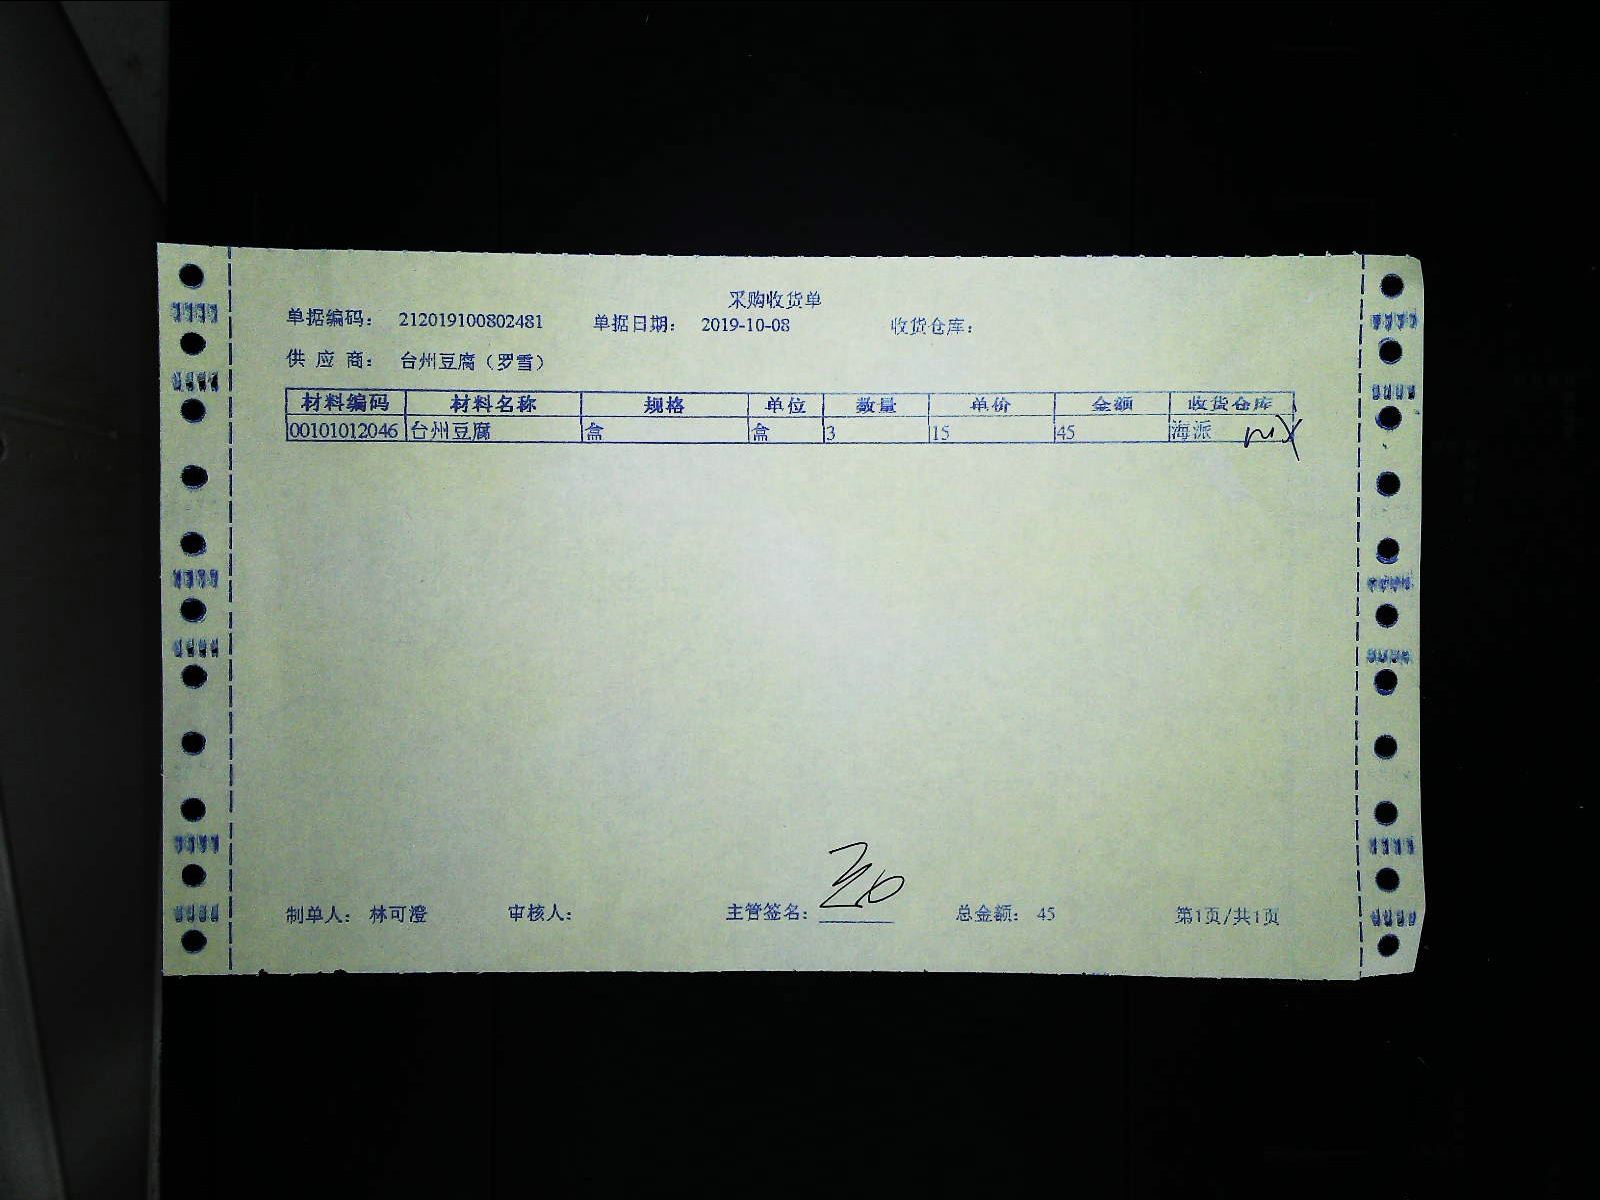 采购收货单
单据编码： 212019100802481 单据日期： 2019-10-08 收货仓库：
供 应 商： 台州豆腐（罗雪）
材料编码 材料名称 规格 单位 数量 单价 金额 收货仓库
00101012046 台州豆腐 盒 盒 3 15 45 海派
制单人： 林可澄 审核人： 主管签名： 总金额： 45 第1页/共1页